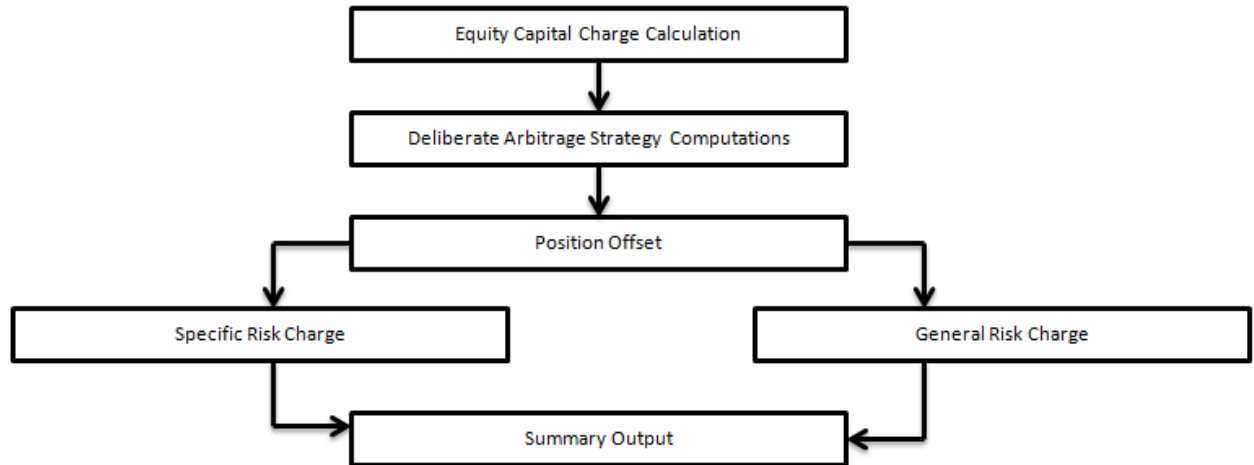 Equity Capital Charge Calculation
Deliberate Arbitrage Strategy Computations
Position Offset
Specific Risk Charge
General Risk Charge
Summary Output